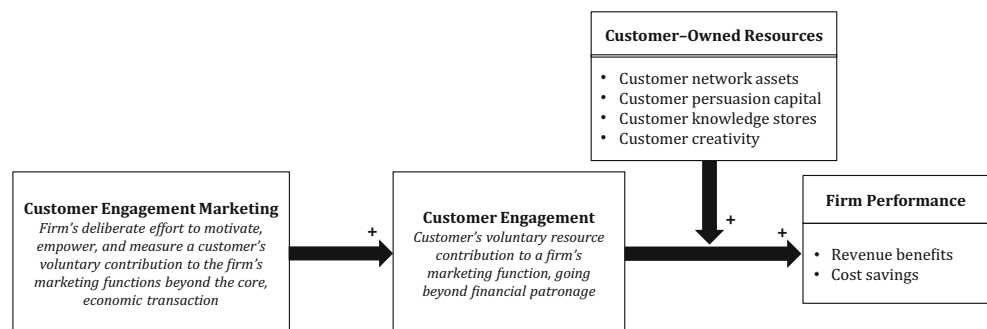 Customer–Owned Resources
• Customer network assets
• Customer persuasion capital
• Customer knowledge stores
• Customer creativity
Customer Engagement Marketing
Firm's deliberate effort to motivate,
empower, and measure a customer's
voluntary contribution to the firm's
marketing functions beyond the core,
economic transaction
+
Customer Engagement
Customer's voluntary resource
contribution to a firm's
marketing function, going
beyond financial patronage
+
+
Firm Performance
• Revenue benefits
• Cost savings